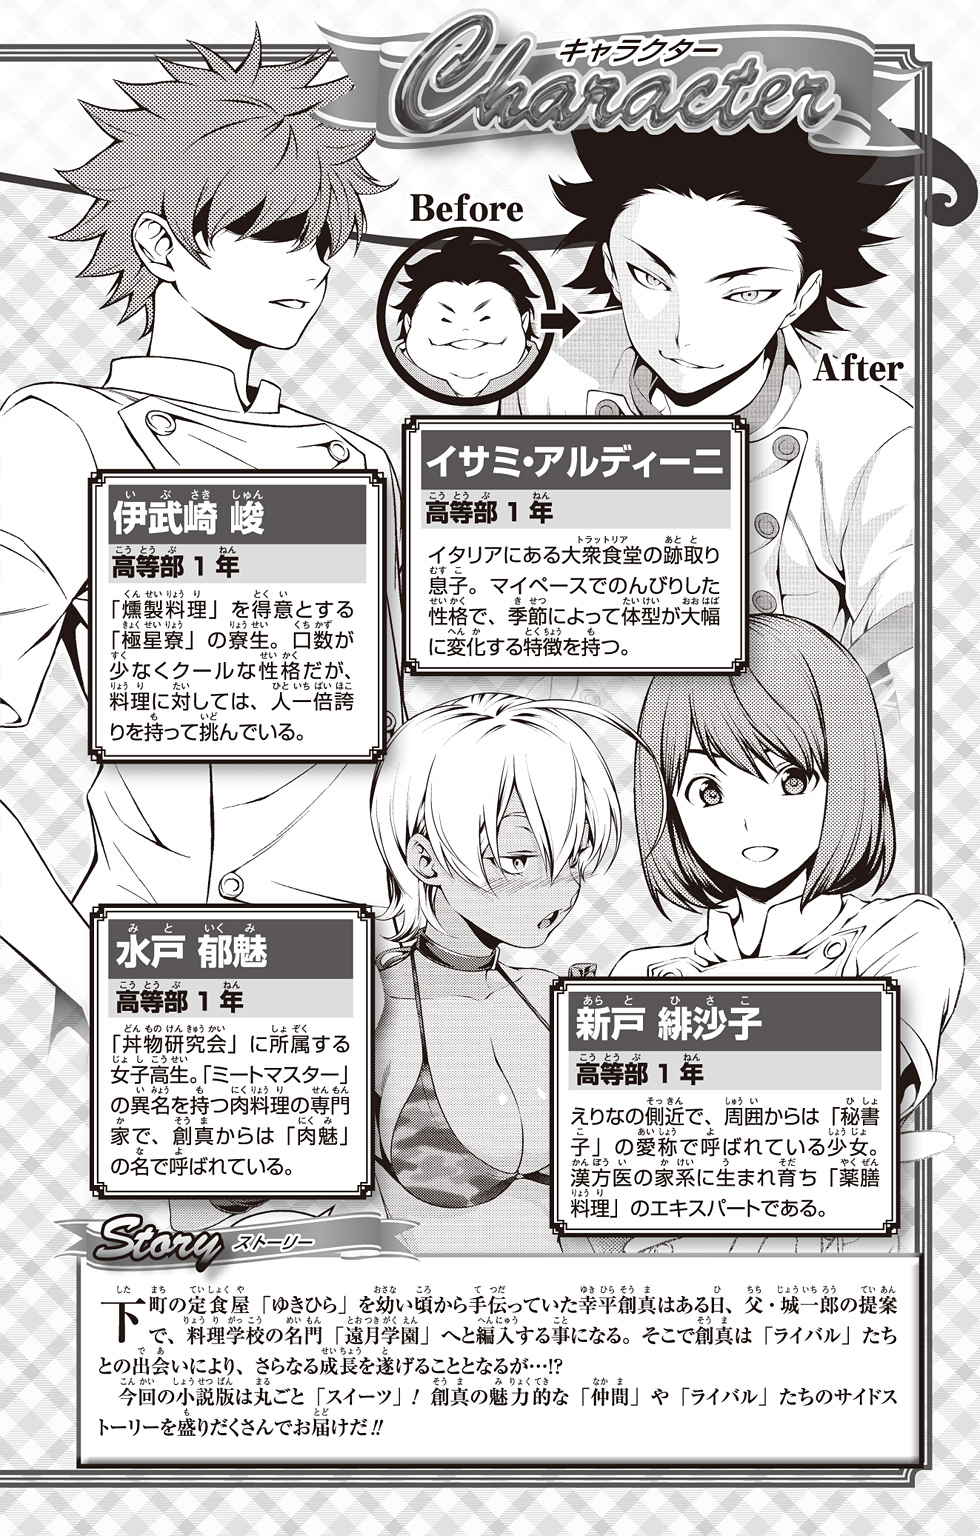 キャラクター
Character
Before
After
イサミ・アルディーニ
高等部1年
イタリアにある大衆食堂の跡取り
息子。マイペースでのんびりした
性格で、季節によって体型が大幅
に変化する特徴を持つ。
伊武崎 峻
高等部1年
「燻製料理」を得意とする
「極星寮」の寮生。口数が
少なくクールな性格だが、
料理に対しては、人一倍誇
りを持って挑んでいる。
水戸 郁魅
高等部1年
「丼物研究会」に所属する
女子高生。「ミートマスター」
の異名を持つ肉料理の専門
家で、創真からは「肉魅」
の名で呼ばれている。
新戸 緋沙子
高等部1年
えりなの側近で、周囲からは「秘書
子」の愛称で呼ばれている少女。
漢方医の家系に生まれ育ち「薬膳
料理」のエキスパートである。
Story ストーリー
下町の定食屋「ゆきひら」を幼い頃から手伝っていた幸平創真はある日、父・城一郎の提案
で、料理学校の名門「遠月学園」へと編入する事になる。そこで創真は「ライバル」たち
との出会いにより、さらなる成長を遂げることとなるが…!?
今回の小説版は丸ごと「スイーツ」！創真の魅力的な「仲間」や「ライバル」たちのサイドス
トーリーを盛りだくさんでお届けだ!!